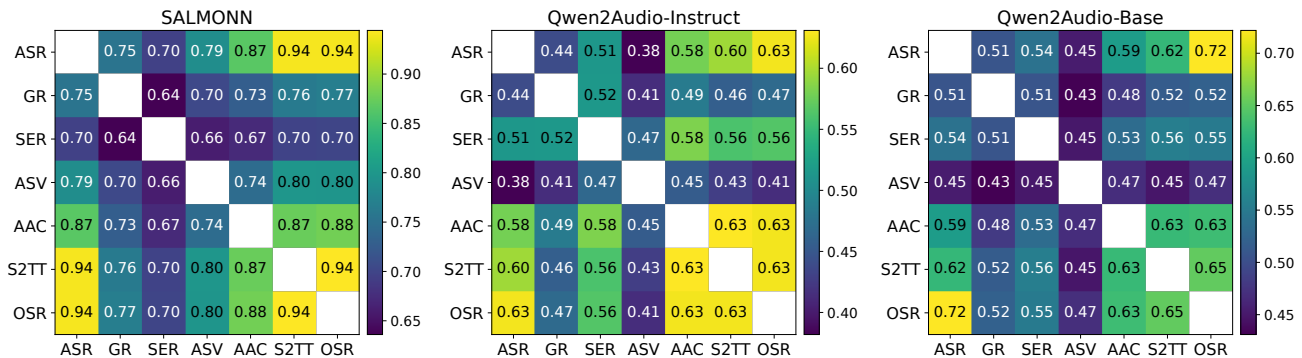 SALMONN
ASR 0.75 0.70 0.79 0.87 0.94 0.94
GR 0.75 0.64 0.70 0.73 0.76 0.77
SER 0.70 0.64 0.66 0.67 0.70 0.70
ASV 0.79 0.70 0.66 0.74 0.80 0.80
AAC 0.87 0.73 0.67 0.74 0.87 0.88
S2TT 0.94 0.76 0.70 0.80 0.87 0.94
OSR 0.94 0.77 0.70 0.80 0.88 0.94
ASR GR SER ASV AAC S2TT OSR
0.90
0.85
0.80
0.75
0.70
0.65
Qwen2Audio-Instruct
ASR 0.44 0.51 0.38 0.58 0.60 0.63
GR 0.44 0.52 0.41 0.49 0.46 0.47
SER 0.51 0.52 0.47 0.58 0.56 0.56
ASV 0.38 0.41 0.47 0.45 0.43 0.41
AAC 0.58 0.49 0.58 0.45 0.63 0.63
S2TT 0.60 0.46 0.56 0.43 0.63 0.63
OSR 0.63 0.47 0.56 0.41 0.63 0.63
ASR GR SER ASV AAC S2TT OSR
0.60
0.55
0.50
0.45
0.40
Qwen2Audio-Base
ASR 0.51 0.54 0.45 0.59 0.62 0.72
GR 0.51 0.51 0.43 0.48 0.52 0.52
SER 0.54 0.51 0.45 0.53 0.56 0.55
ASV 0.45 0.43 0.45 0.47 0.45 0.47
AAC 0.59 0.48 0.53 0.47 0.63 0.63
S2TT 0.62 0.52 0.56 0.45 0.63 0.65
OSR 0.72 0.52 0.55 0.47 0.63 0.65
ASR GR SER ASV AAC S2TT OSR
0.70
0.65
0.60
0.55
0.50
0.45